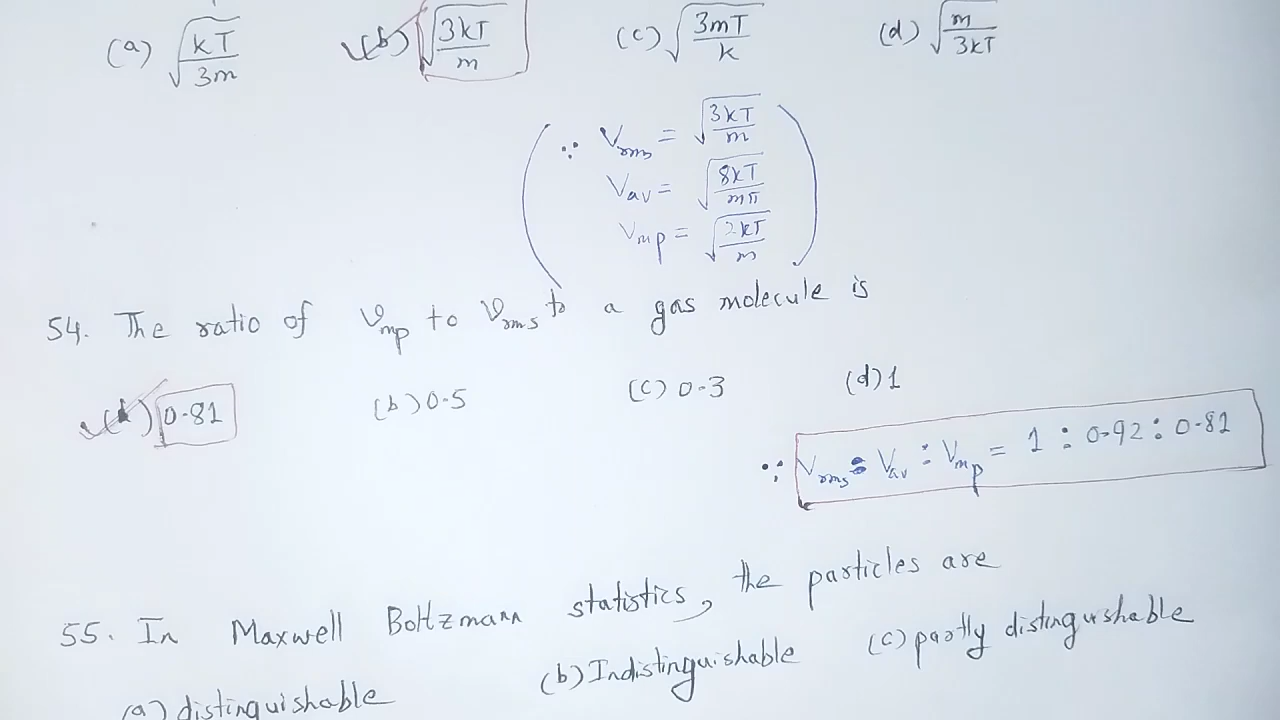 (a) √(kT/3m) (b) √(3kT/m) (c) √(3mT/k) (d) √(m/3kT)
∵ Vrms = √(3kT/m)
Vav = √(8kT/mπ)
Vmp = √(2kT/m)
54. The ratio of Vmp to Vrms to a gas molecule is
0.81 (b) 0.5 (c) 0.3 (d) 1
∵ Vrms : Vav : Vmp = 1 : 0.92 : 0.81
55. In Maxwell Boltzmann statistics, the particles are
(a) distinguishable (b) Indistinguishable (c) partly distinguishable